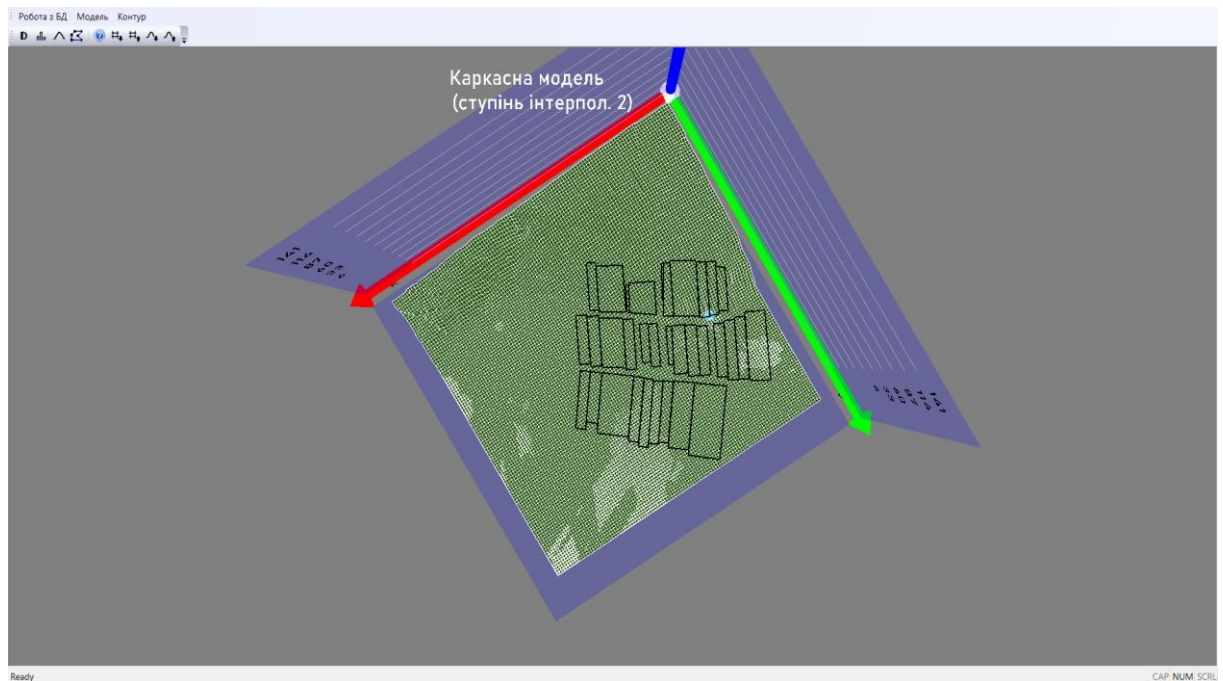 Робота з БД Модель Контур
D
Каркасна модель
(ступінь інтерпол. 2)
Ready
CAP NUM SCRL